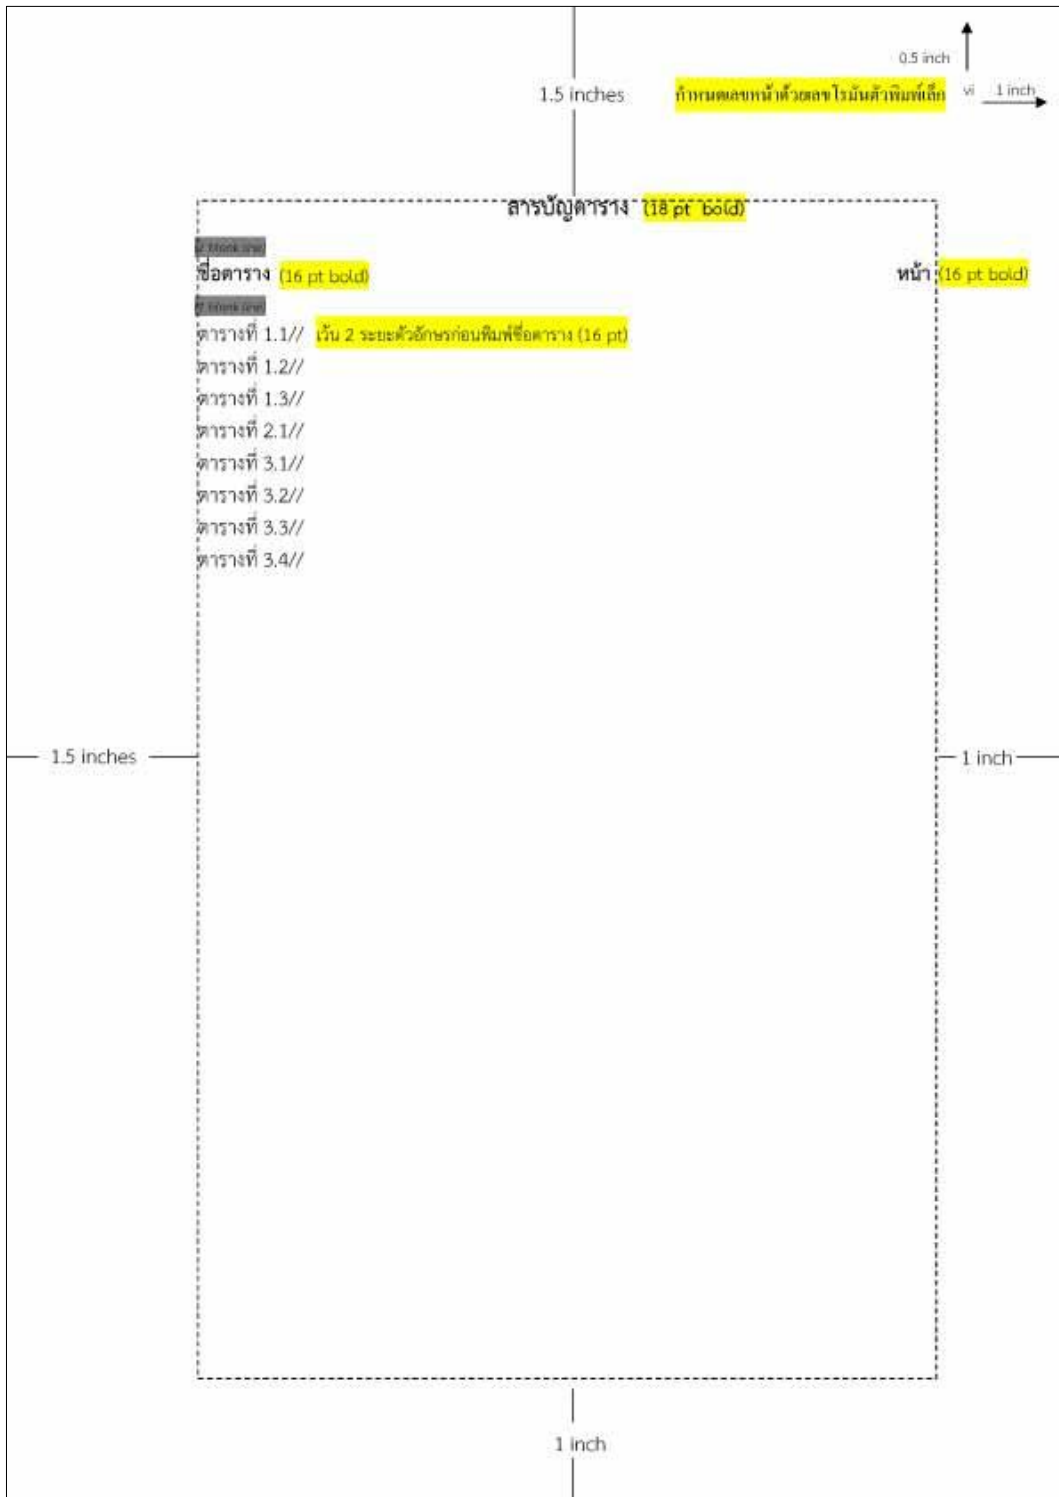 0.5 inch
1.5 inches กำหนดเลขหน้าด้วยเลขโรมันตัวพิมพ์เล็ก vi 1 inch
สารบัญตาราง (18 pt bold)
ชื่อตาราง (16 pt bold) หน้า (16 pt bold)
ตารางที่ 1.1// เว้น 2 ระยะตัวอักษรก่อนพิมพ์ชื่อตาราง (16 pt)
ตารางที่ 1.2//
ตารางที่ 1.3//
ตารางที่ 2.1//
ตารางที่ 3.1//
ตารางที่ 3.2//
ตารางที่ 3.3//
ตารางที่ 3.4//
1.5 inches 1 inch
1 inch